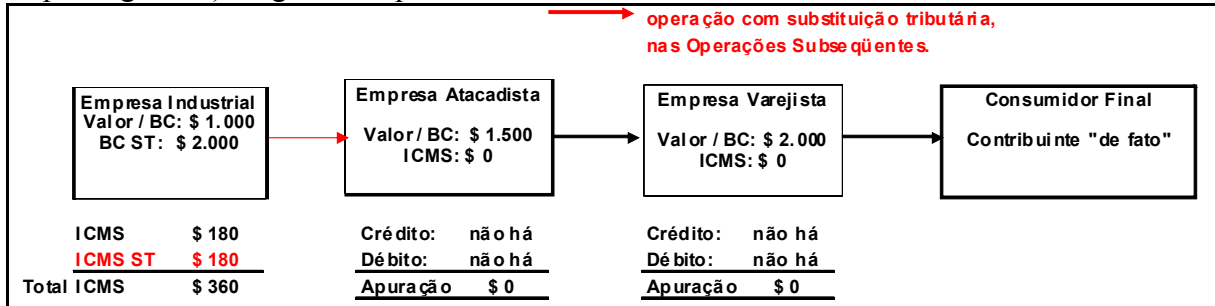 operação com substituição tributária,
nas Operações Subseqüentes.
Empresa Industrial
Valor / BC: $ 1.000
BC ST: $ 2.000
Empresa Atacadista
Valor / BC: $ 1.500
ICMS: $ 0
Empresa Varejista
Valor / BC: $ 2.000
ICMS: $ 0
Consumidor Final
Contribuinte "de fato"
ICMS $ 180
ICMS ST $ 180
Total ICMS $ 360
Crédito: não há
Débito: não há
Apuração $ 0
Crédito: não há
Débito: não há
Apuração $ 0